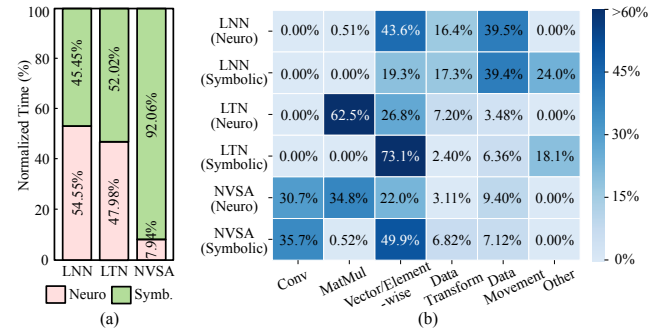 Normalized Time (%)
100
80
60
40
20
0
45.45%
54.55%
52.02%
47.98%
92.06%
7.94%
LNN LTN NVSA
Neuro Symb.
(a)
LNN
(Neuro)
0.00% 0.51% 43.6% 16.4% 39.5% 0.00%
LNN
(Symbolic)
0.00% 0.00% 19.3% 17.3% 39.4% 24.0%
LTN
(Neuro)
0.00% 62.5% 26.8% 7.20% 3.48% 0.00%
LTN
(Symbolic)
0.00% 0.00% 73.1% 2.40% 6.36% 18.1%
NVSA
(Neuro)
30.7% 34.8% 22.0% 3.11% 9.40% 0.00%
NVSA
(Symbolic)
35.7% 0.52% 49.9% 6.82% 7.12% 0.00%
Conv
MatMul
Vector/Element
-wise
Data
Transform
Data
Movement
Other
(b)
>60%
45%
30%
15%
0%